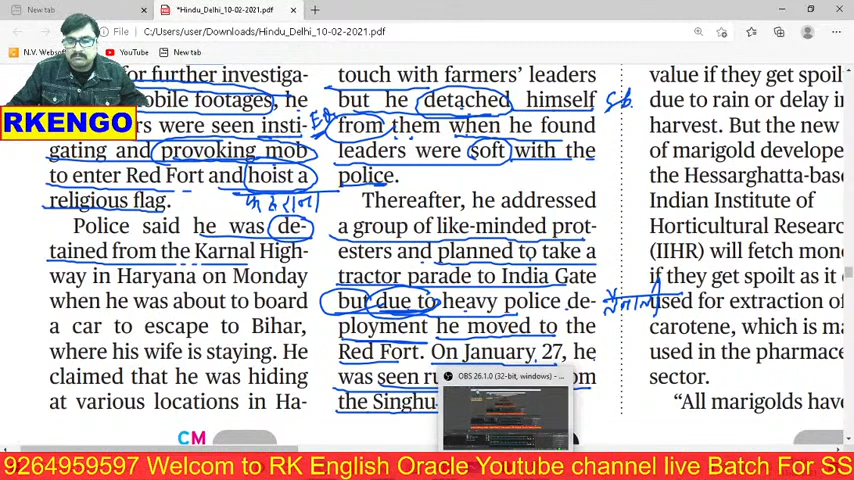 Rk tab
*Hindu_Delhi_10-02-2021.pdf
File
C:/Users/user/Downloads/Hindu_Delhi_10-02-2021.pdf
N.V. Websoft
YouTube
New tab
RKENGO
for further investiga-
obile footages, he
rs were seen insti-
gating and provoking mob
to enter Red Fort and hoist a
religious flag.
फहराना
Police said he was de-
tained from the Karnal High-
way in Haryana on Monday
when he was about to board
a car to escape to Bihar,
where his wife is staying. He
claimed that he was hiding
at various locations in Ha-
CM
touch with farmers' leaders
but he detached himself
from them when he found
leaders were soft with the
police.
Thereafter, he addressed
a group of like-minded prot-
esters and planned to take a
tractor parade to India Gate
but due to heavy police de-
ployment he moved to the
Red Fort. On January 27, he
was seen ru
om
the Singhu
OBS 26.1.0 (32-bit, windows) - ...
value if they get spoil
due to rain or delay in
harvest. But the new
of marigold develope
the Hessarghatta-bas
Indian Institute of
Horticultural Researc
(IIHR) will fetch mon
if they get spoilt as it
used for extraction of
carotene, which is ma
used in the pharmace
sector.
"All marigolds hav
9264959597 Welcom to RK English Oracle Youtube channel live Batch For SS